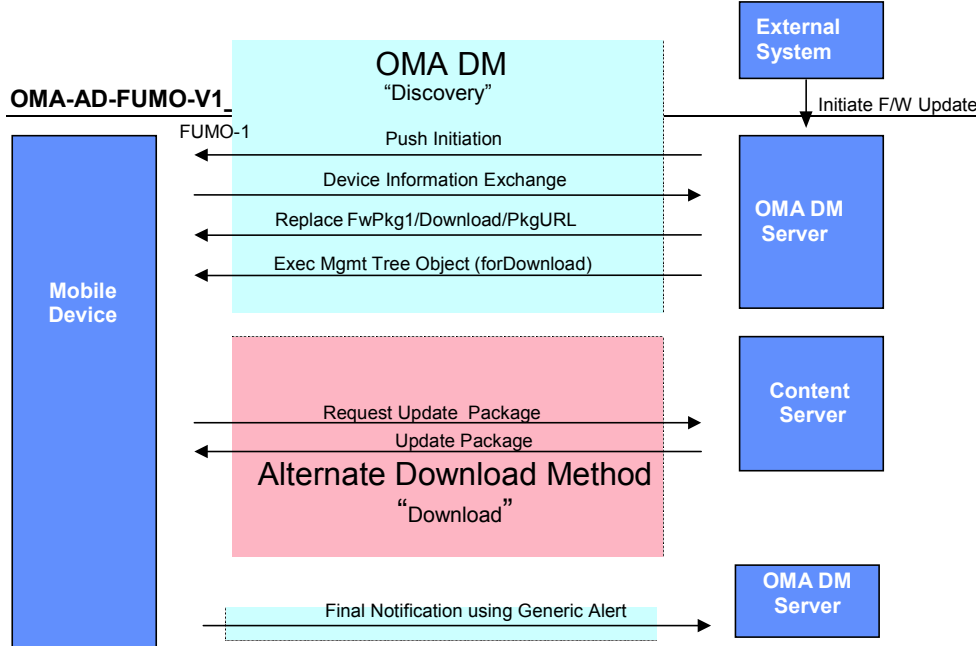 External
System
OMA DM
“Discovery”
OMA-AD-FUMO-V1_
Initiate F/W Update
FUMO-1
Push Initiation
Device Information Exchange
Replace FwPkg1/Download/PkgURL
Exec Mgmt Tree Object (forDownload)
OMA DM
Server
Mobile
Device
Content
Server
Request Update Package
Update Package
Alternate Download Method
“Download”
Final Notification using Generic Alert
OMA DM
Server